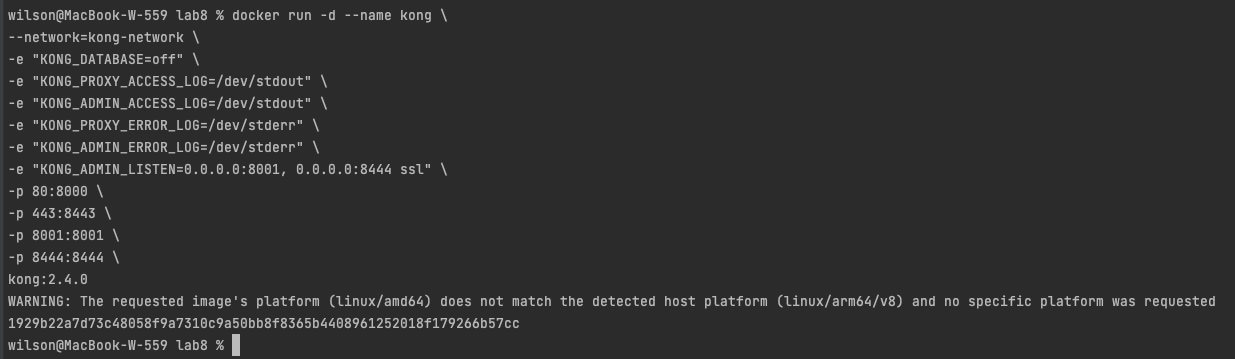 wilson@MacBook-W-559 lab8 % docker run -d --name kong \
--network=kong-network \
-e "KONG_DATABASE=off" \
-e "KONG_PROXY_ACCESS_LOG=/dev/stdout" \
-e "KONG_ADMIN_ACCESS_LOG=/dev/stdout" \
-e "KONG_PROXY_ERROR_LOG=/dev/stderr" \
-e "KONG_ADMIN_ERROR_LOG=/dev/stderr" \
-e "KONG_ADMIN_LISTEN=0.0.0.0:8001, 0.0.0.0:8444 ssl" \
-p 80:8000 \
-p 443:8443 \
-p 8001:8001 \
-p 8444:8444 \
kong:2.4.0
WARNING: The requested image's platform (linux/amd64) does not match the detected host platform (linux/arm64/v8) and no specific platform was requested
1929b22a7d73c48058f9a7310c9a50bb8f8365b4408961252018f179266b57cc
wilson@MacBook-W-559 lab8 %